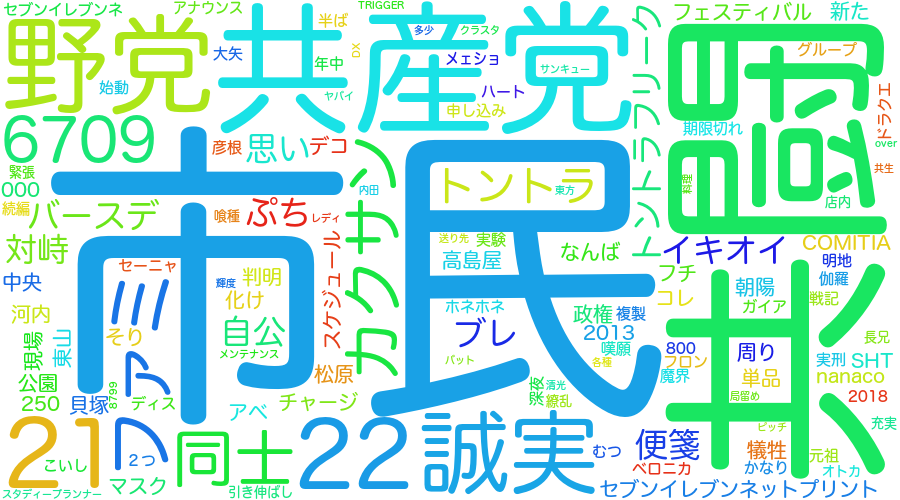 セブンイレブンネ
アナウンス
TRIGGER
半ば
DX
多少
クラスタ
フェスティバル
新た
野党
共産党
大矢
始動
年中
メェショ
サンキュー
ハート
ヤバイ
申し込み
グループ
ドラクエ
期限切れ
over
共生
6709
彦根
思い
デコ
トントラフリーク
緊張
000
続編
バースデ
喰種
ぷち
レディ
カクサン
内田
トントラ
東方
料理
店内
市民
共闘
対峙
セーニャ
スケジュール
送り先
実験
なんば
イキオイ
COMITIA
中央
判明
輝度
高島屋
フチ
明地
伽羅
アミ
化け
ホネホネ
コレ
朝陽
ガイア
戦記
河内
そり
自公
メンテナンス
ブレ
政権
複製
2013
嘆願
800
周り
長兄
現場
東山
松原
バット
各種
フロン
魔界
単品
実刑
SHT
nanaco
公園
250
貝塚
8799
ディス
アベ
チャージ
深夜
濁光
繚乱
局留め
2018
21
ファ
同士
22
誠実
むつ
便箋
ピッチ
犠牲
充実
こいし
2つ
ベロニカ
かなり
元祖
オトカ
スタディープランナー
マスク
引き伸ばし
セブンイレブンネットプリント